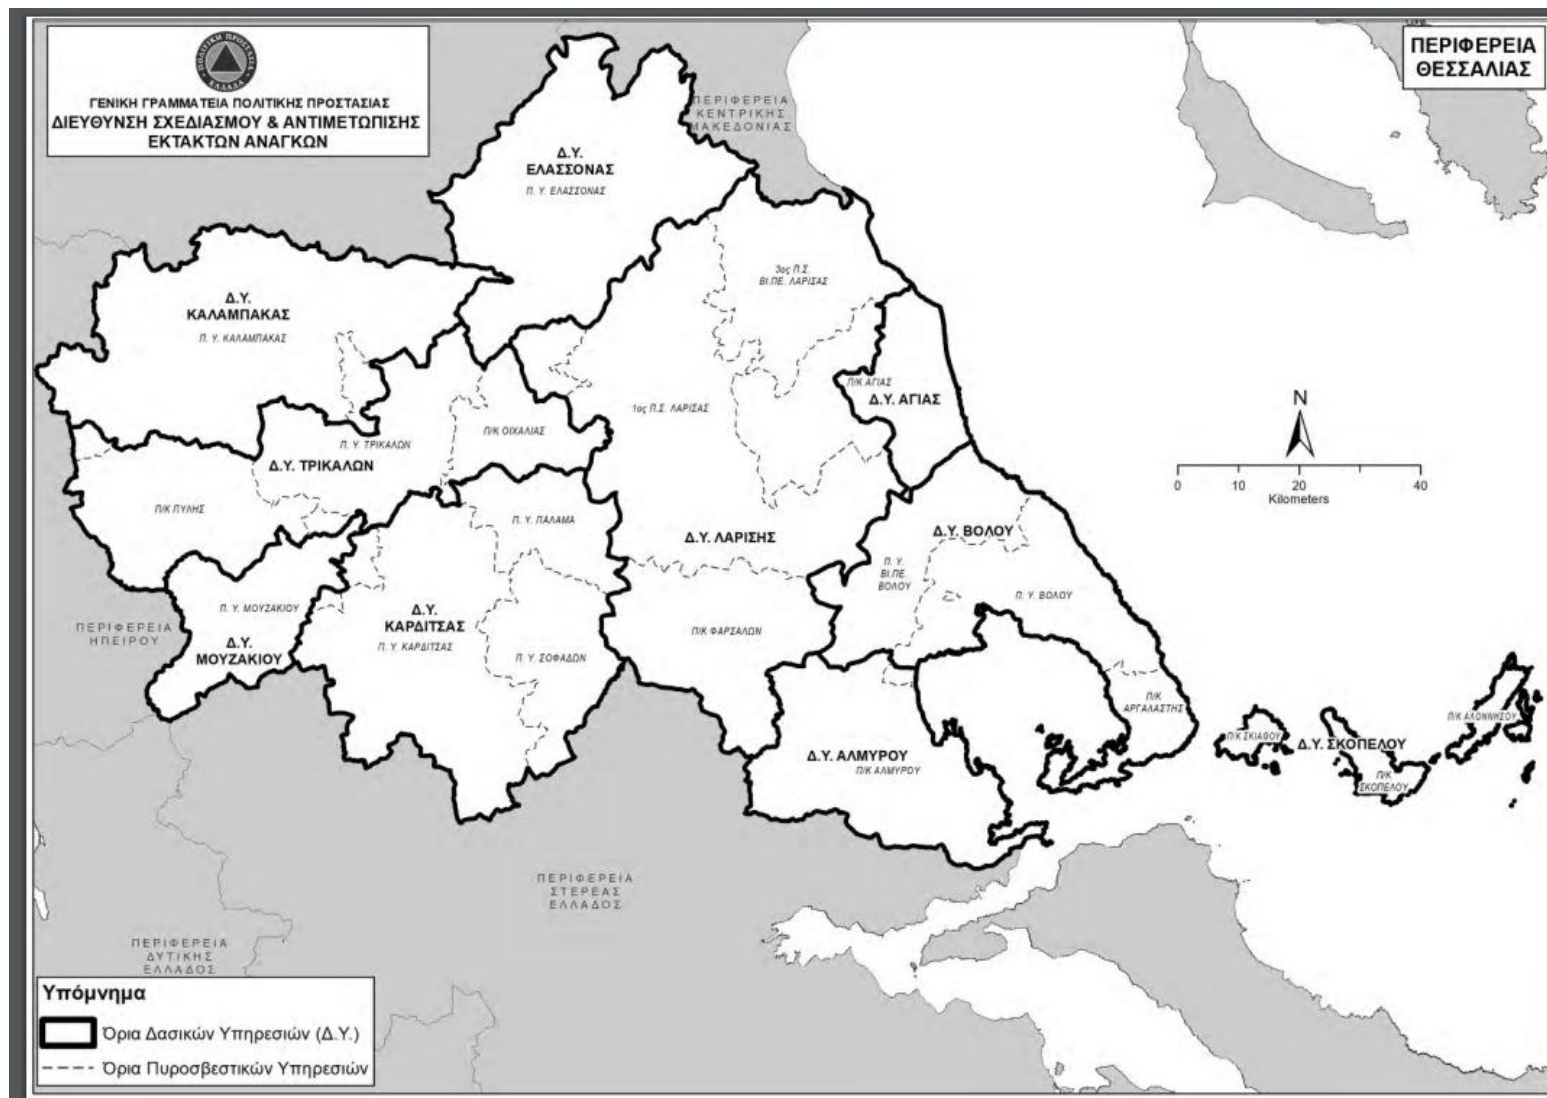 ΠΟΛΙΤΙΚΗ ΠΡΟΣΤΑΣΙΑ
ΕΛΛΑΔΑ
ΓΕΝΙΚΗ ΓΡΑΜΜΑΤΕΙΑ ΠΟΛΙΤΙΚΗΣ ΠΡΟΣΤΑΣΙΑΣ
ΔΙΕΥΘΥΝΣΗ ΣΧΕΔΙΑΣΜΟΥ & ΑΝΤΙΜΕΤΩΠΙΣΗΣ
ΕΚΤΑΚΤΩΝ ΑΝΑΓΚΩΝ
ΠΕΡΙΦΕΡΕΙΑ
ΘΕΣΣΑΛΙΑΣ
ΠΕΡΙΦΕΡΕΙΑ
ΚΕΝΤΡΙΚΗΣ
ΜΑΚΕΔΟΝΙΑΣ
Δ.Υ.
ΕΛΑΣΣΟΝΑΣ
Π. Υ. ΕΛΑΣΣΟΝΑΣ
3ος Π.Σ.
ΒΙ.ΠΕ. ΛΑΡΙΣΑΣ
Δ.Υ.
ΚΑΛΑΜΠΑΚΑΣ
Π. Υ. ΚΑΛΑΜΠΑΚΑΣ
Π/Κ ΑΓΙΑΣ
Δ.Υ. ΑΓΙΑΣ
1ος Π.Σ. ΛΑΡΙΣΑΣ
Π/Κ ΟΙΧΑΛΙΑΣ
Π. Υ. ΤΡΙΚΑΛΩΝ
Δ.Υ. ΤΡΙΚΑΛΩΝ
N
0 10 20 40
Kilometers
Π/Κ ΠΥΛΗΣ
Π. Υ. ΠΑΛΑΜΑ
Δ.Υ. ΛΑΡΙΣΗΣ
Δ.Υ. ΒΟΛΟΥ
Π. Υ.
ΒΙ.ΠΕ.
ΒΟΛΟΥ
Π. Υ. ΒΟΛΟΥ
Π. Υ. ΜΟΥΖΑΚΙΟΥ
Δ.Υ.
ΜΟΥΖΑΚΙΟΥ
Δ.Υ.
ΚΑΡΔΙΤΣΑΣ
Π. Υ. ΚΑΡΔΙΤΣΑΣ
Π/Κ ΦΑΡΣΑΛΩΝ
ΠΕΡΙΦΕΡΕΙΑ
ΗΠΕΙΡΟΥ
Π. Υ. ΣΟΦΑΔΩΝ
Π/Κ
ΑΡΓΑΛΑΣΤΗΣ
Π/Κ ΑΛΟΝΝΗΣΟΥ
Π/Κ ΣΚΙΑΘΟΥ
Δ.Υ. ΣΚΟΠΕΛΟΥ
Π/Κ
ΣΚΟΠΕΛΟΥ
Δ.Υ. ΑΛΜΥΡΟΥ
Π/Κ ΑΛΜΥΡΟΥ
ΠΕΡΙΦΕΡΕΙΑ
ΣΤΕΡΕΑΣ
ΕΛΛΑΔΟΣ
ΠΕΡΙΦΕΡΕΙΑ
ΔΥΤΙΚΗΣ
ΕΛΛΑΔΟΣ
Υπόμνημα
Όρια Δασικών Υπηρεσιών (Δ.Υ.)
Όρια Πυροσβεστικών Υπηρεσιών